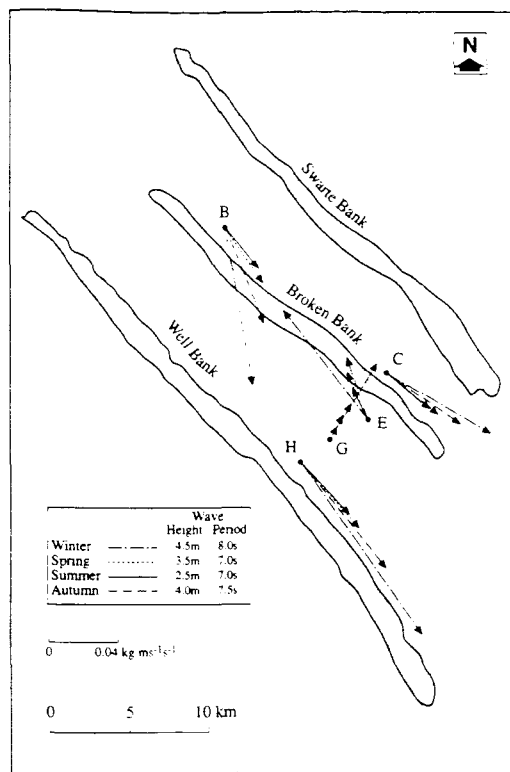 N
Swarte Bank
B
Broken Bank
Well Bank
C
E
G
H
Wave
Height Period
Winter 4.5m 8.0s
Spring 3.5m 7.0s
Summer 2.5m 7.0s
Autumn 4.0m 7.5s
0 0.04 kg ms⁻¹s⁻¹
0 5 10 km